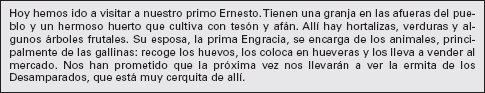 Hoy hemos ido a visitar a nuestro primo Ernesto. Tienen una granja en las afueras del pue-
blo y un hermoso huerto que cultiva con tesón y afán. Allí hay hortalizas, verduras y al-
gunos árboles frutales. Su esposa, la prima Engracia, se encarga de los animales, princi-
palmente de las gallinas: recoge los huevos, los coloca en hueveras y los lleva a vender al
mercado. Nos han prometido que la próxima vez nos llevarán a ver la ermita de los
Desamparados, que está muy cerquita de allí.